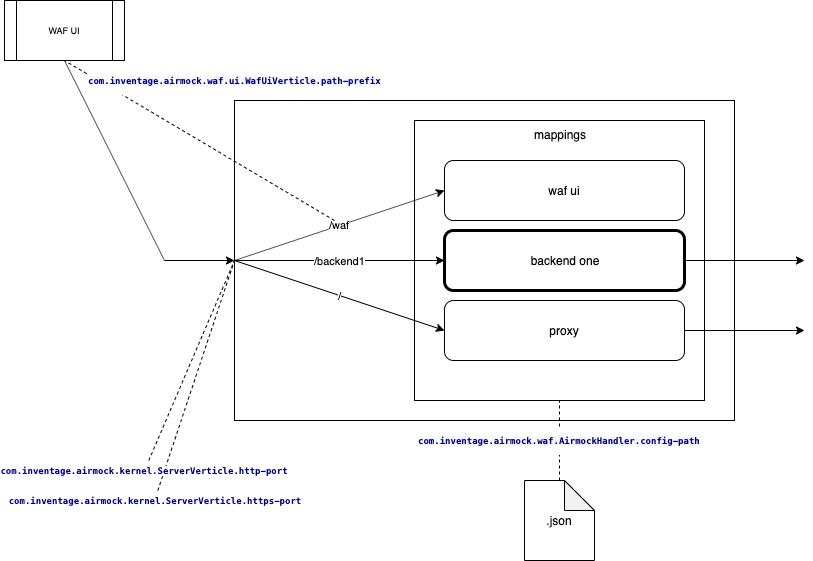 WAF UI
com.inventage.airmock.waf.ui.WafUiVerticle.path-prefix
mappings
waf ui
/waf
/backend1
backend one
/
proxy
com.inventage.airmock.waf.AirmockHandler.config-path
com.inventage.airmock.kernel.ServerVerticle.http-port
com.inventage.airmock.kernel.ServerVerticle.https-port
.json